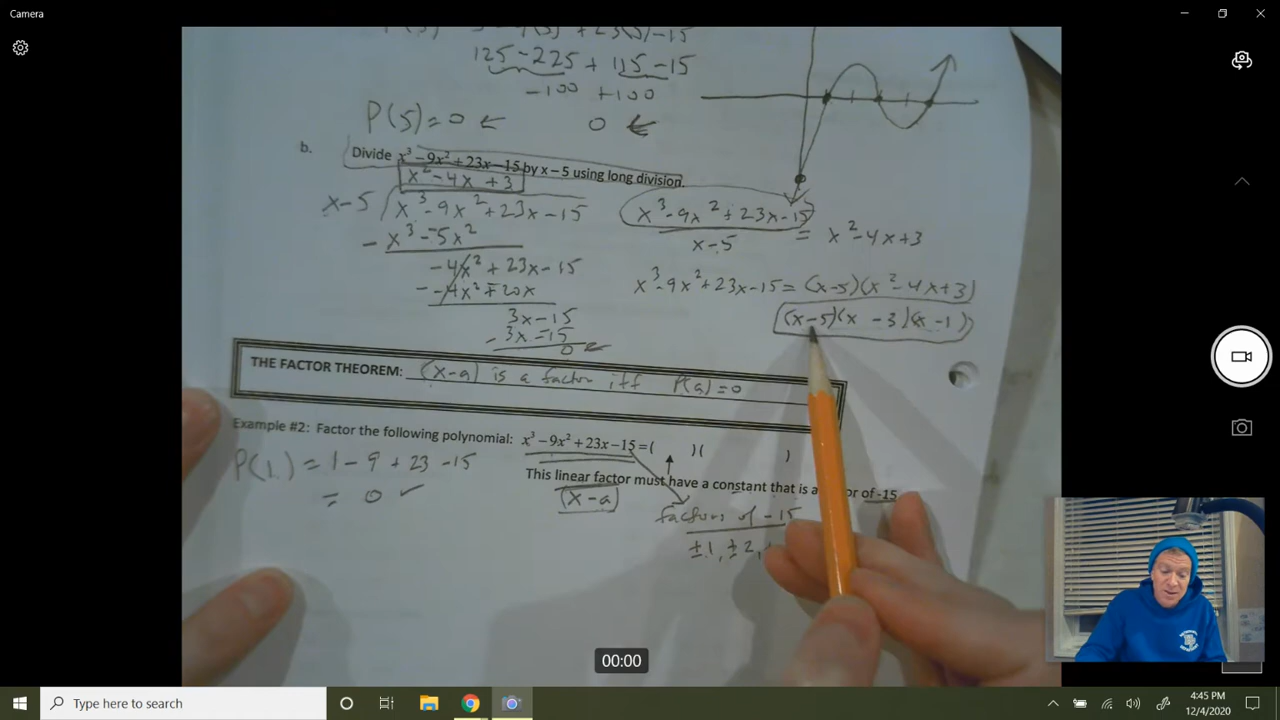 Camera
125 - 225 + 115 - 15
-100 +100
P(5) = 0 ← 0 ←
b. Divide x³ – 9x² + 23x – 15 by x – 5 using long division.
x² - 4x + 3
x-5 x³ - 9x² + 23x - 15
- x³ - 5x²
-4x² + 23x - 15
- -4x² + 20x
3x - 15
- 3x - 15
0 ←
x³ - 9x² + 23x - 15
x - 5
= x² - 4x + 3
x³ - 9x² + 23x - 15 = (x-5)(x² - 4x + 3)
(x-5)(x - 3)(x - 1)
THE FACTOR THEOREM: (x-a) is a factor iff P(a) = 0
Example #2: Factor the following polynomial: x³ – 9x² + 23x – 15 = ( )( )
P(1) = 1 - 9 + 23 - 15
= 0 ✓
This linear factor must have a constant that is a of -15
(x-a)
factors of -15
±1, ±2,
00:00
Type here to search
4:45 PM
12/4/2020